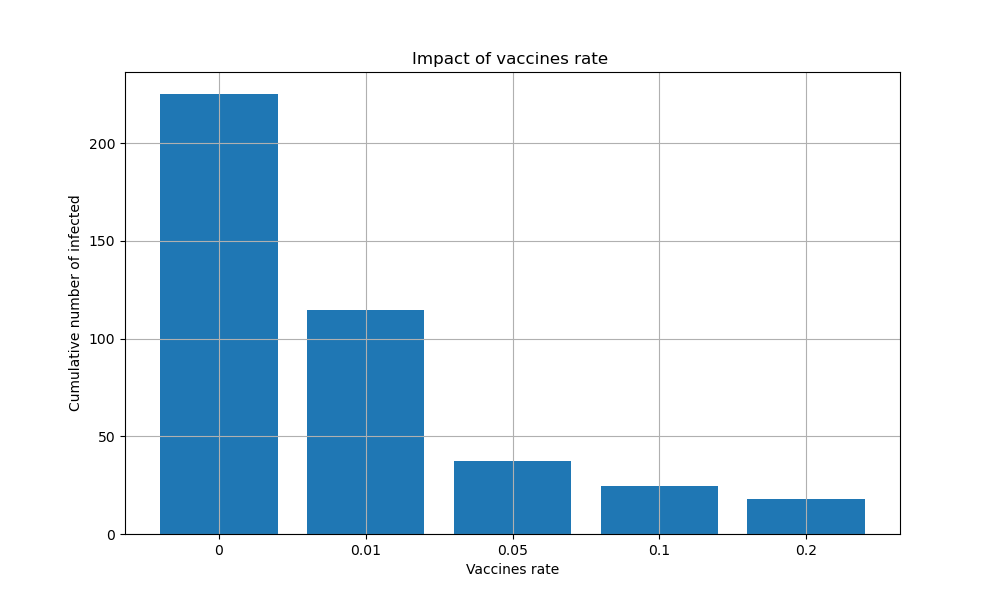 Impact of vaccines rate
Cumulative number of infected
200
150
100
50
0
0 0.01 0.05 0.1 0.2
Vaccines rate